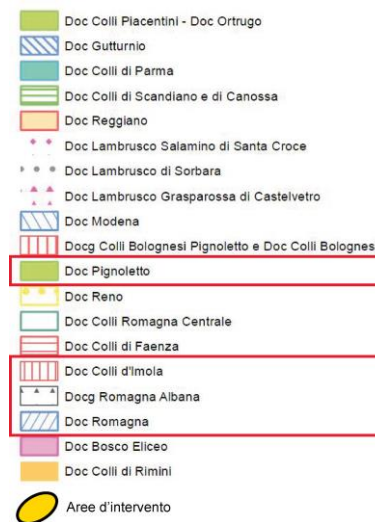 Doc Colli Piacentini - Doc Ortrugo
Doc Gutturnio
Doc Colli di Parma
Doc Colli di Scandiano e di Canossa
Doc Reggiano
Doc Lambrusco Salamino di Santa Croce
Doc Lambrusco di Sorbara
Doc Lambrusco Grasparossa di Castelvetro
Doc Modena
Docg Colli Bolognesi Pignoletto e Doc Colli Bolognes
Doc Pignoletto
Doc Reno
Doc Colli Romagna Centrale
Doc Colli di Faenza
Doc Colli d'Imola
Docg Romagna Albana
Doc Romagna
Doc Bosco Eliceo
Doc Colli di Rimini
Aree d'intervento